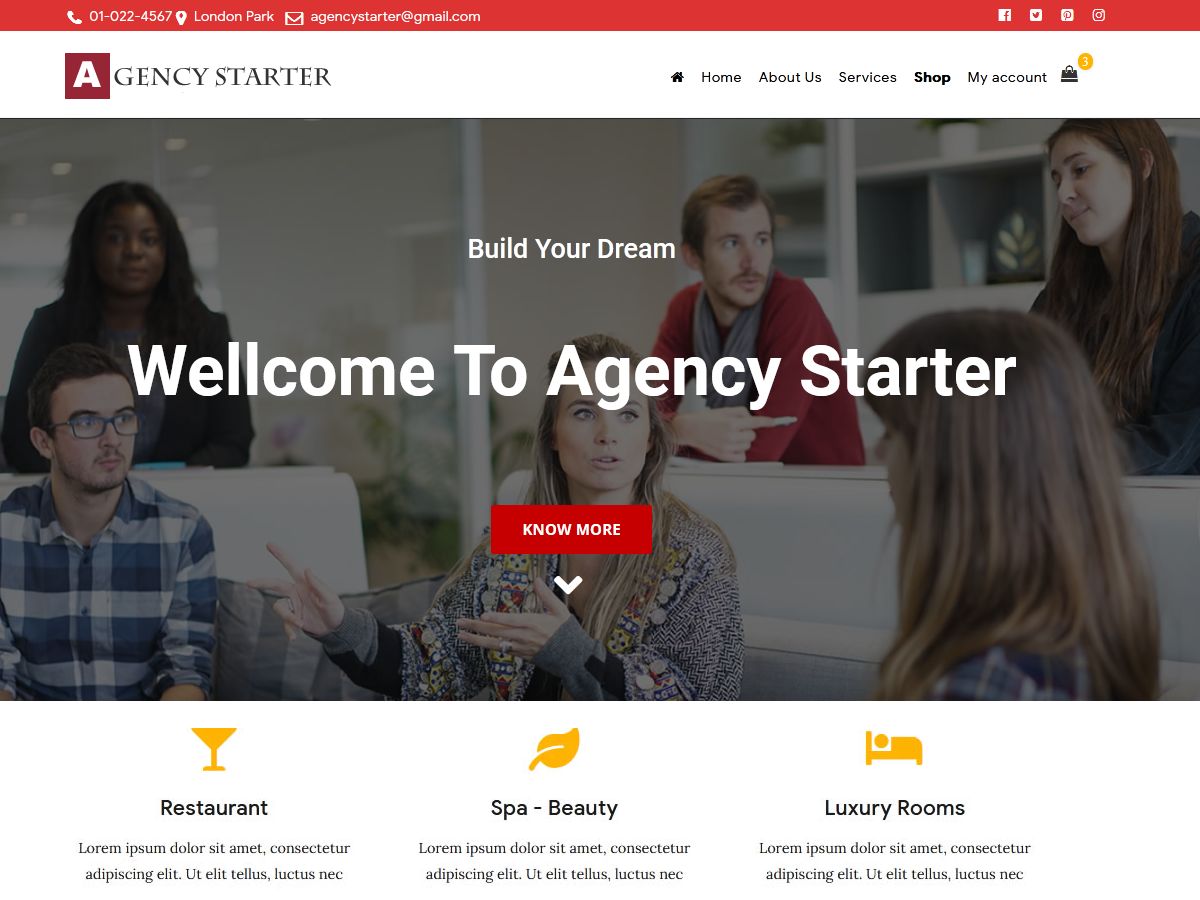 01-022-4567 London Park agencystarter@gmail.com
A GENCY STARTER
Home About Us Services Shop My account 3
Build Your Dream
Wellcome To Agency Starter
KNOW MORE
Restaurant
Lorem ipsum dolor sit amet, consectetur
adipiscing elit. Ut elit tellus, luctus nec
Spa - Beauty
Lorem ipsum dolor sit amet, consectetur
adipiscing elit. Ut elit tellus, luctus nec
Luxury Rooms
Lorem ipsum dolor sit amet, consectetur
adipiscing elit. Ut elit tellus, luctus nec